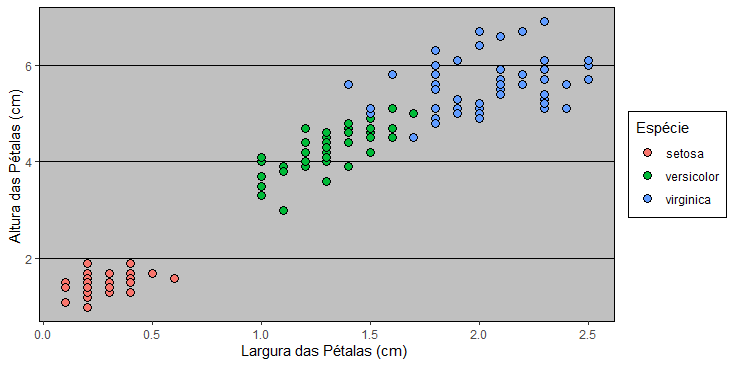 Altura das Pétalas (cm)
6
4
2
0.0 0.5 1.0 1.5 2.0 2.5
Largura das Pétalas (cm)
Espécie
setosa
versicolor
virginica